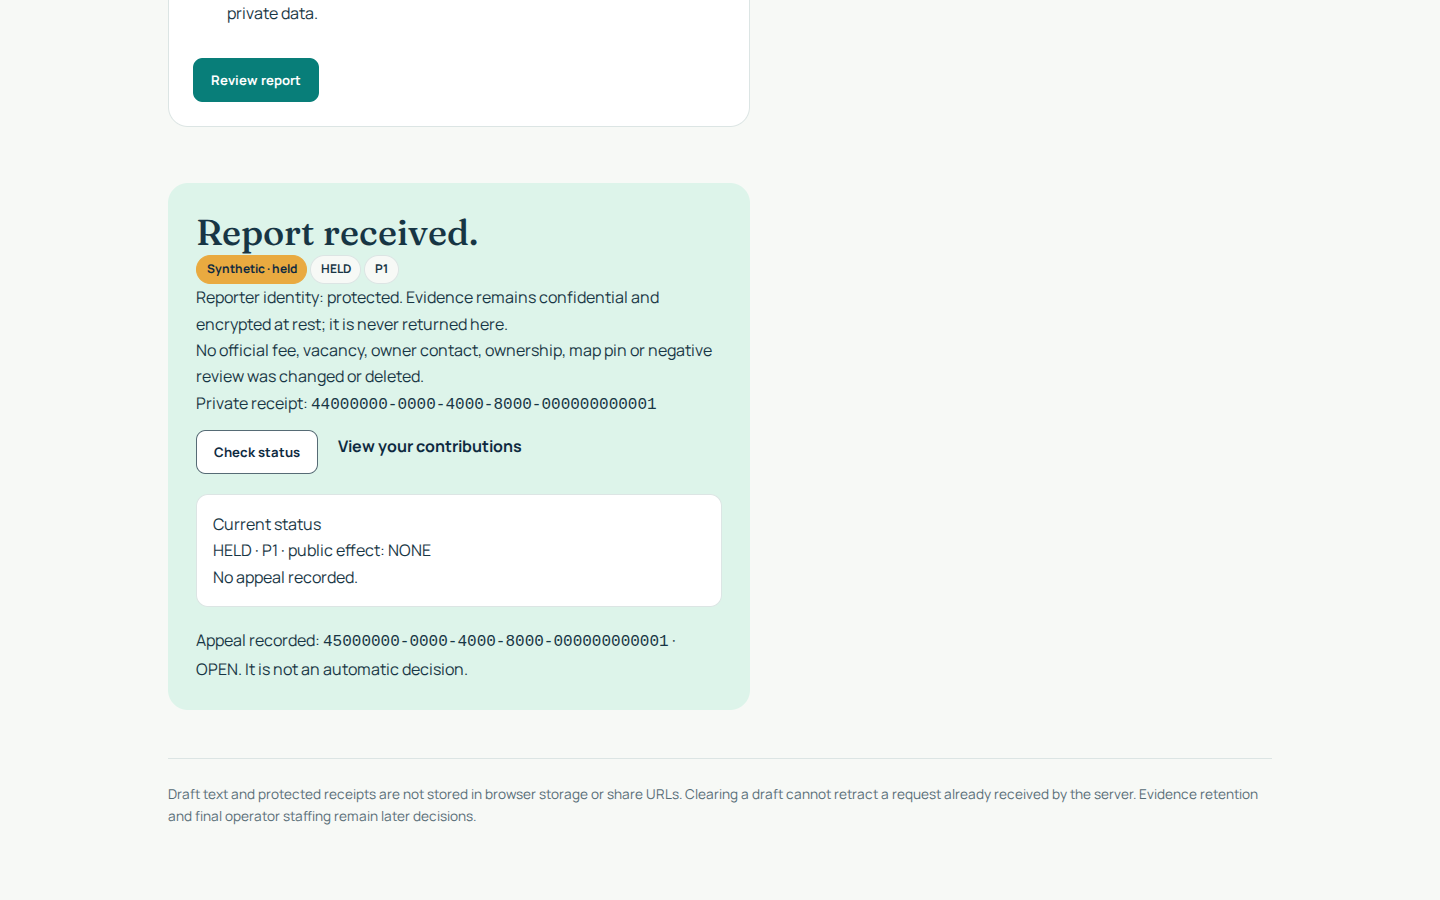 private data.
Review report
Report received.
Synthetic · held HELD P1
Reporter identity: protected. Evidence remains confidential and
encrypted at rest; it is never returned here.
No official fee, vacancy, owner contact, ownership, map pin or negative
review was changed or deleted.
Private receipt: 44000000-0000-4000-8000-000000000001
Check status View your contributions
Current status
HELD · P1 · public effect: NONE
No appeal recorded.
Appeal recorded: 45000000-0000-4000-8000-000000000001 ·
OPEN. It is not an automatic decision.
Draft text and protected receipts are not stored in browser storage or share URLs. Clearing a draft cannot retract a request already received by the server. Evidence retention
and final operator staffing remain later decisions.